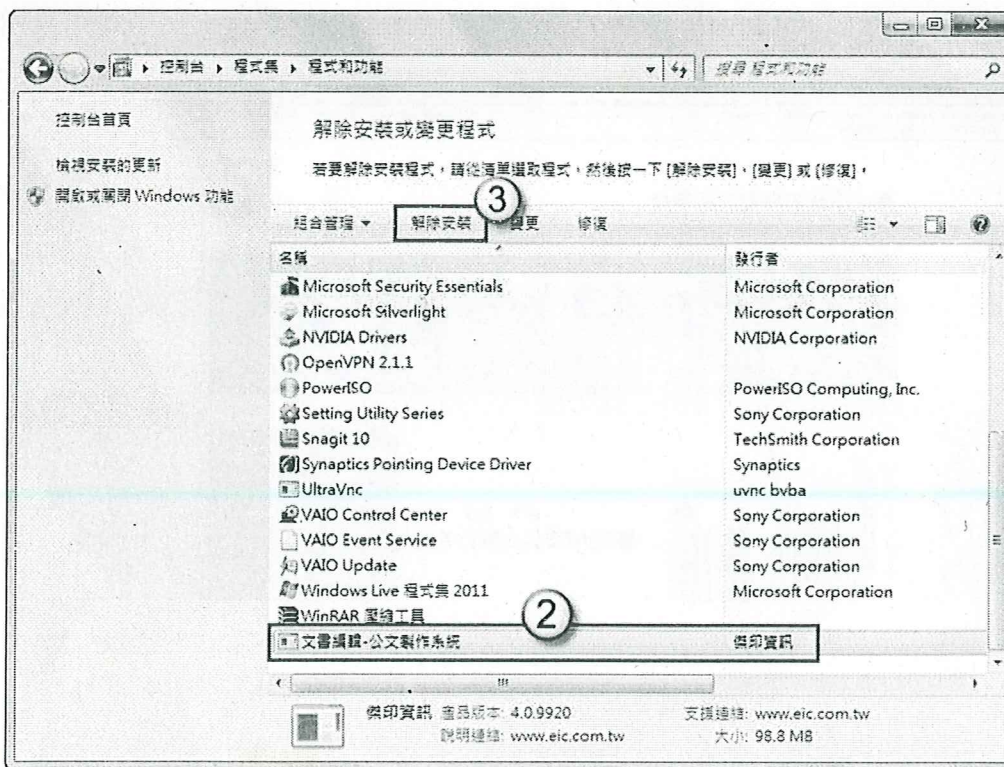 控制台 ▸ 程式集 ▸ 程式和功能
搜尋 程式和功能
控制台首頁
檢視安裝的更新
開啟或關閉 Windows 功能
解除安裝或變更程式
若要解除安裝程式，請從清單選取程式，然後按一下 [解除安裝]、[變更] 或 [修復]。
3
組合管理 解除安裝 變更 修復
名稱 發行者
Microsoft Security Essentials Microsoft Corporation
Microsoft Silverlight Microsoft Corporation
NVIDIA Drivers NVIDIA Corporation
OpenVPN 2.1.1
PowerISO PowerISO Computing, Inc.
Setting Utility Series Sony Corporation
Snagit 10 TechSmith Corporation
Synaptics Pointing Device Driver Synaptics
UltraVnc uvnc bvba
VAIO Control Center Sony Corporation
VAIO Event Service Sony Corporation
VAIO Update Sony Corporation
Windows Live 程式集 2011 Microsoft Corporation
WinRAR 壓縮工具
2
文書編輯-公文製作系統 傑印資訊
傑印資訊 產品版本: 4.0.9920 支援連結: www.eic.com.tw
說明連結: www.eic.com.tw 大小: 98.8 MB